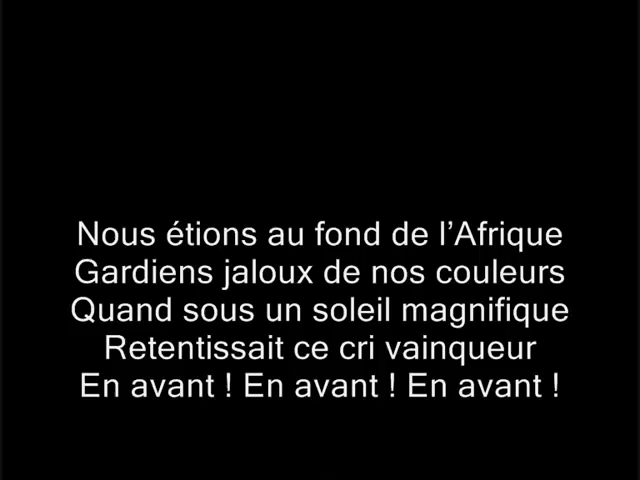 Nous étions au fond de l’Afrique
Gardiens jaloux de nos couleurs
Quand sous un soleil magnifique
Retentissait ce cri vainqueur
En avant ! En avant ! En avant !